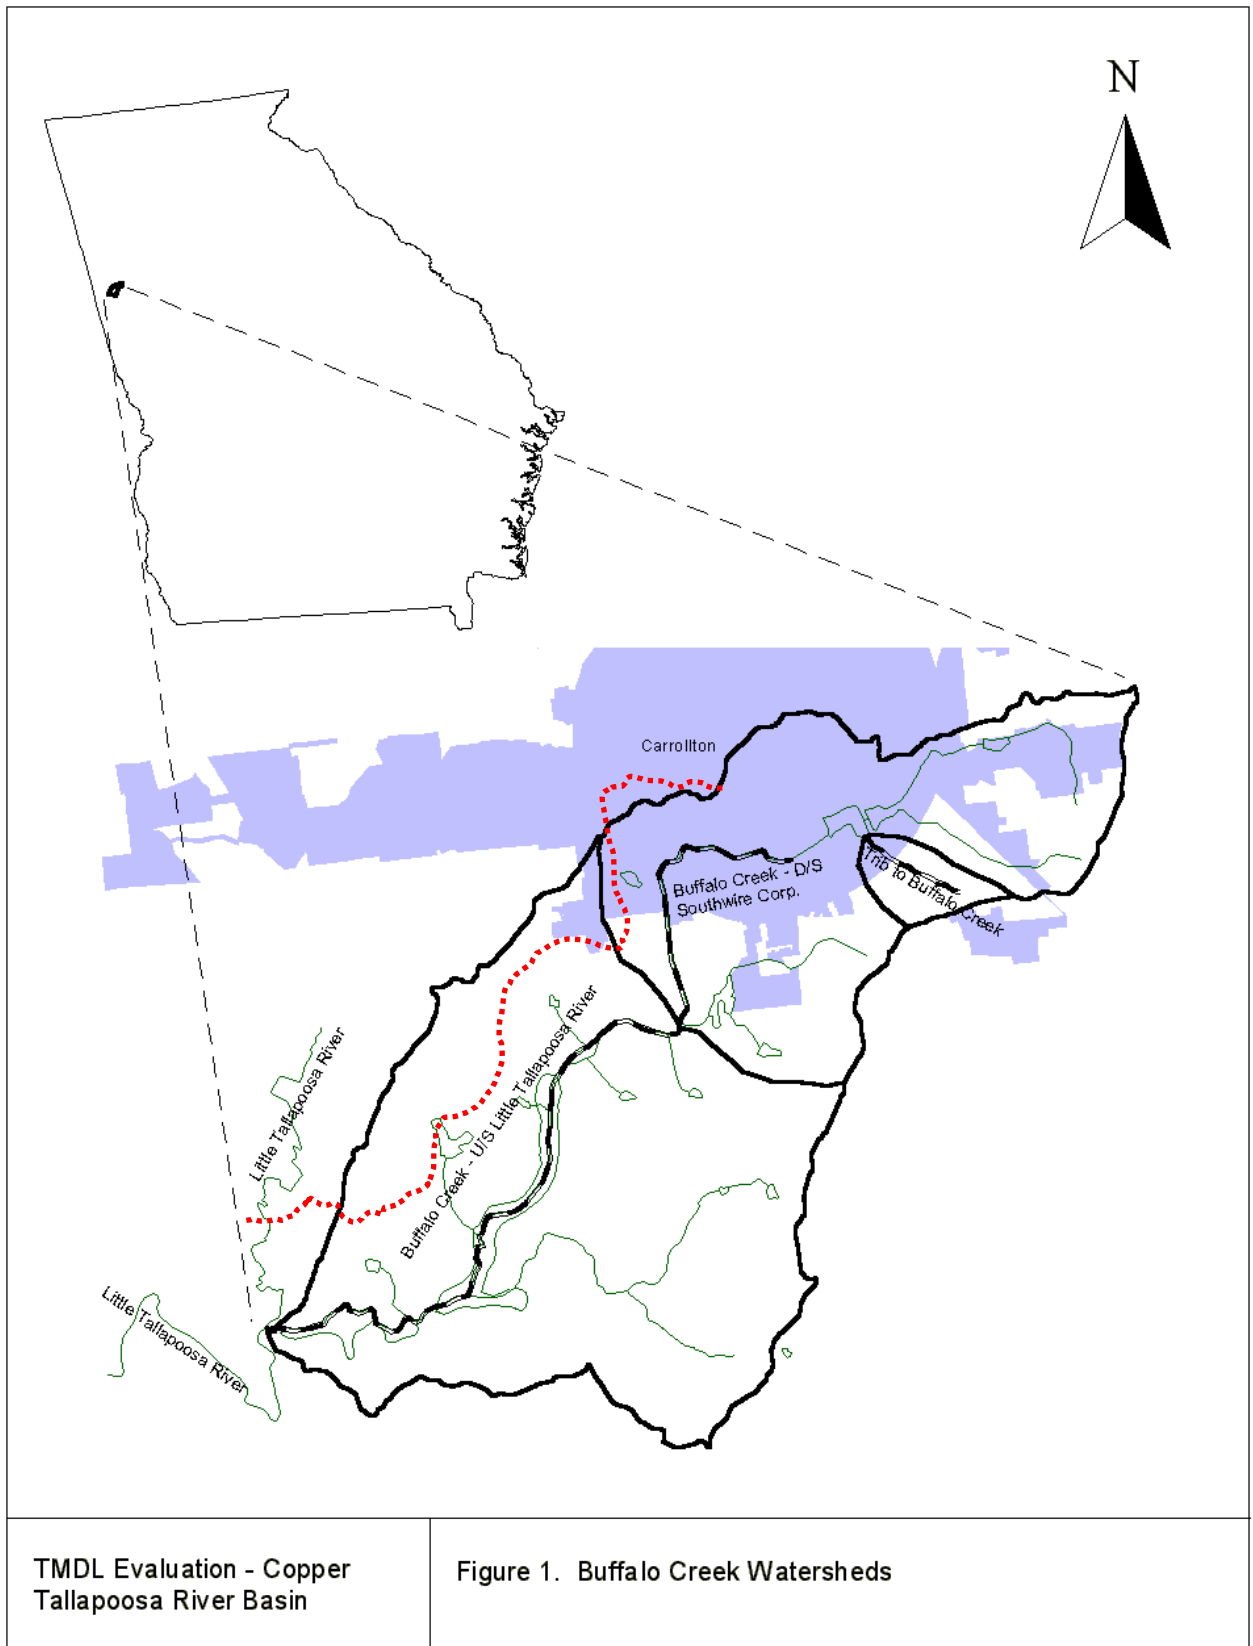 N
Carrollton
Buffalo Creek - D/S
Southwire Corp.
Trib to Buffalo Creek
Buffalo Creek - U/S Little Tallapoosa River
Little Tallapoosa River
Little Tallapoosa River
TMDL Evaluation - Copper
Tallapoosa River Basin
Figure 1. Buffalo Creek Watersheds